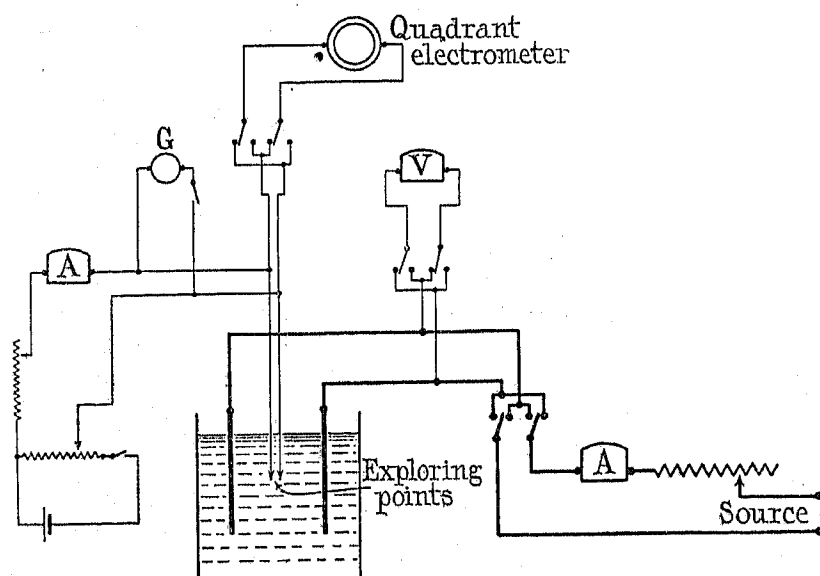 Quadrant
electrometer
G
V
A
Exploring
points
A
Source